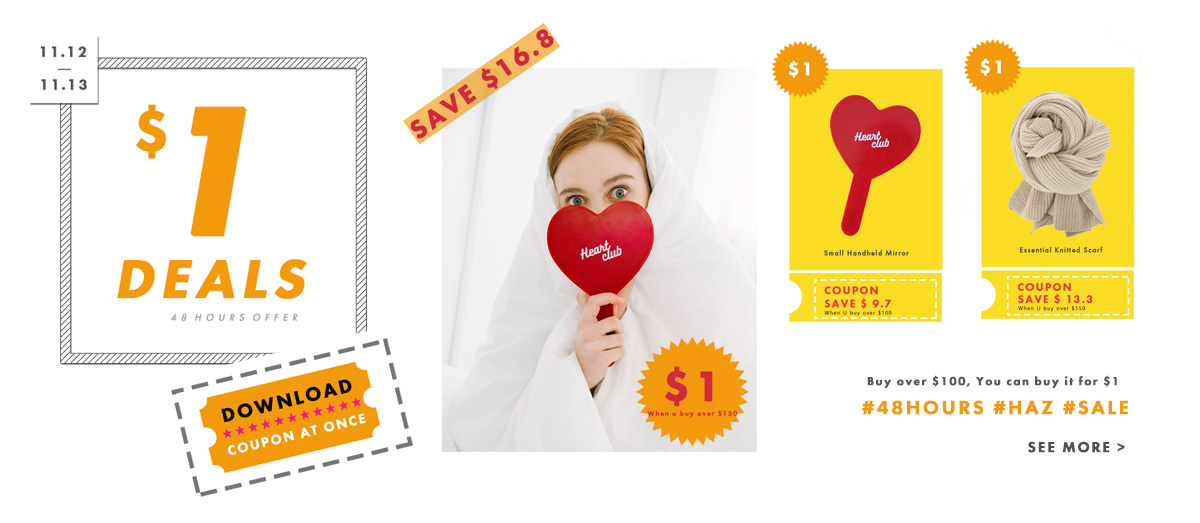 11.12
11.13
$1
DEALS
48 HOURS OFFER
DOWNLOAD
COUPON AT ONCE
SAVE $16.8
Heart
club
$1
When u buy over $150
$1
Heart
club
Small Handheld Mirror
COUPON
SAVE $ 9.7
When U buy over $100
$1
Essential Knitted Scarf
COUPON
SAVE $ 13.3
When U buy over $150
Buy over $100, You can buy it for $1
#48HOURS #HAZ #SALE
SEE MORE >